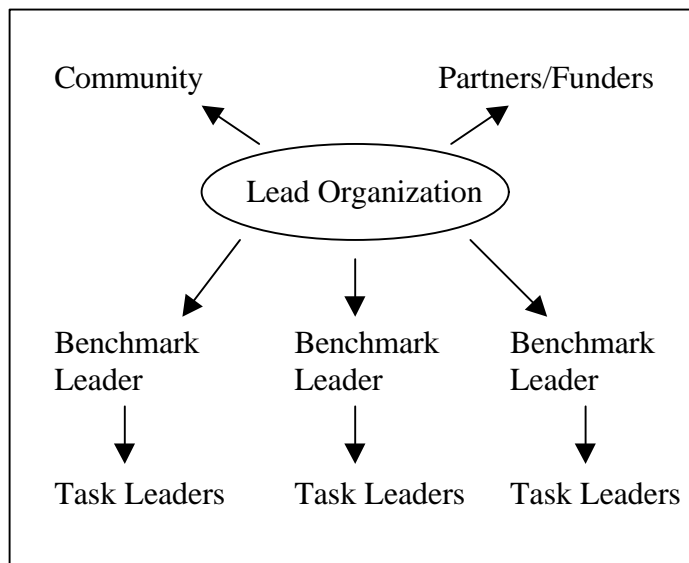 Community Partners/Funders
Lead Organization
Benchmark Leader
Benchmark Leader
Benchmark Leader
Task Leaders Task Leaders Task Leaders